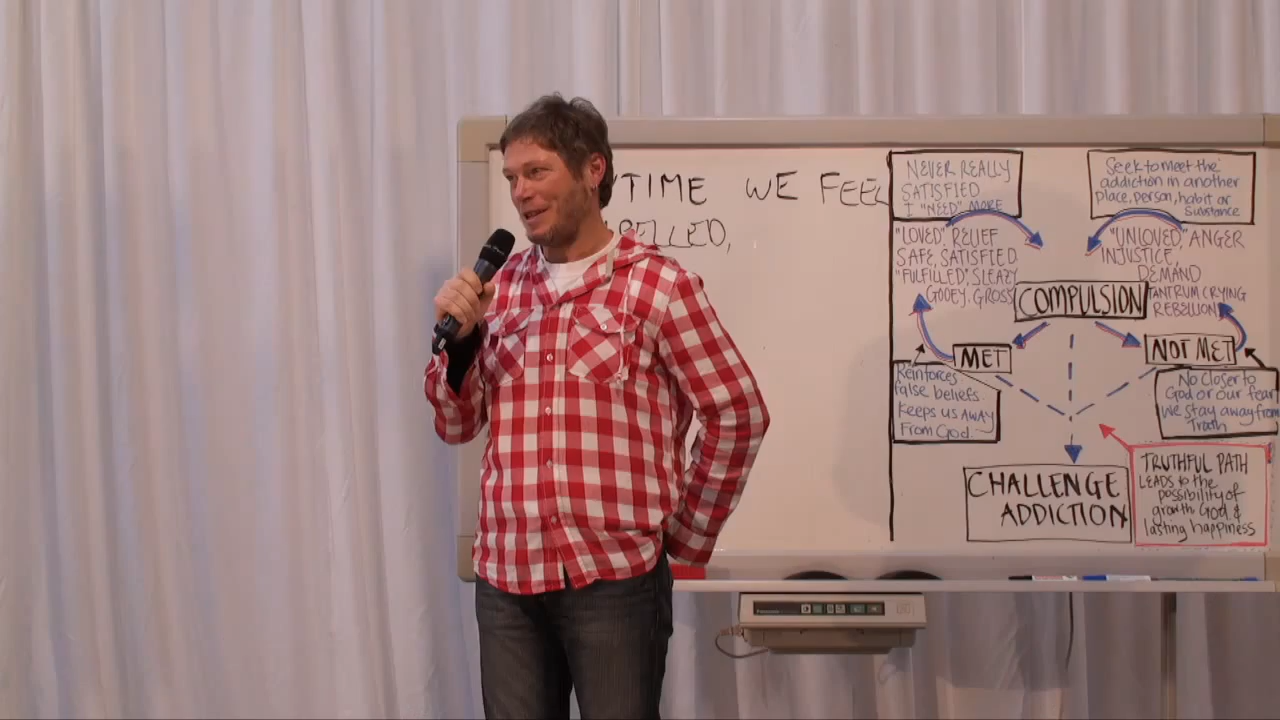 YTIME WE FEEL
PELLED,
NEVER REALLY
SATISFIED
I "NEED" MORE
"LOVED", RELIEF
SAFE, SATISFIED
"FULFILLED", SLEAZY
GOOEY, GROSS
Seek to meet the
addiction in another
place, person, habit or
substance
"UNLOVED", ANGER
INJUSTICE,
DEMAND
TANTRUM CRYING
REBELLION
COMPULSION
MET
NOT MET
Reinforces
false beliefs.
Keeps us away
From God.
No closer to
God or our fear
we stay away from
Truth
CHALLENGE
ADDICTION
TRUTHFUL PATH
LEADS to the
possibility of
growth God &
lasting happiness
Panasonic